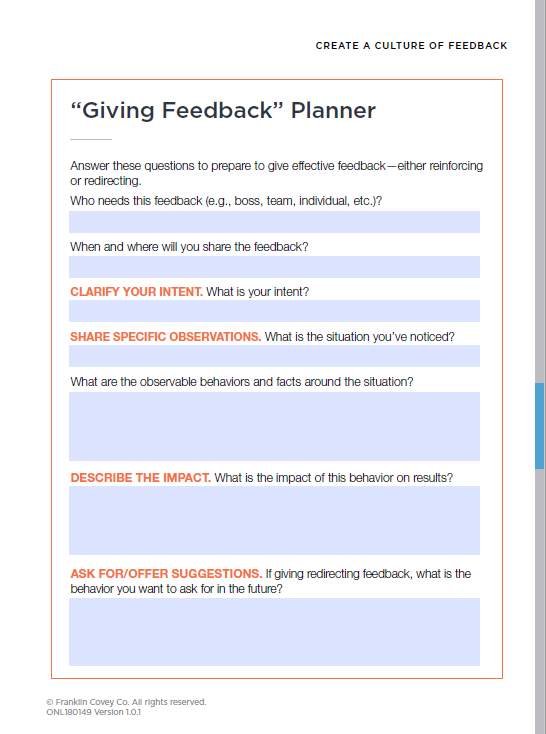 CREATE A CULTURE OF FEEDBACK
“Giving Feedback” Planner
Answer these questions to prepare to give effective feedback—either reinforcing
or redirecting.
Who needs this feedback (e.g., boss, team, individual, etc.)?
When and where will you share the feedback?
CLARIFY YOUR INTENT. What is your intent?
SHARE SPECIFIC OBSERVATIONS. What is the situation you’ve noticed?
What are the observable behaviors and facts around the situation?
DESCRIBE THE IMPACT. What is the impact of this behavior on results?
ASK FOR/OFFER SUGGESTIONS. If giving redirecting feedback, what is the
behavior you want to ask for in the future?
© Franklin Covey Co. All rights reserved.
ONL180149 Version 1.0.1